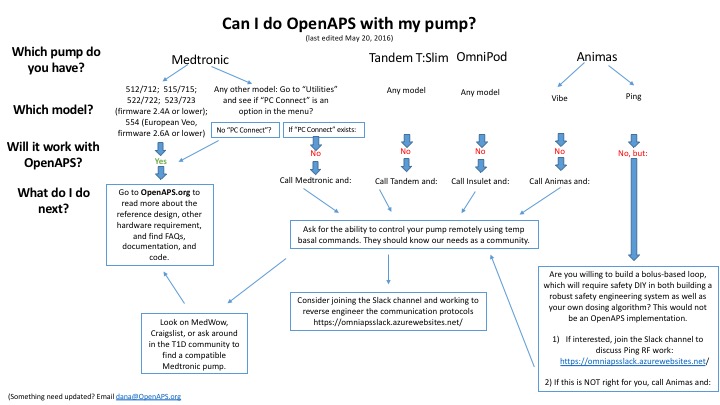 Can I do OpenAPS with my pump?
(last edited May 20, 2016)
Which pump do
you have?
Medtronic
Tandem T:Slim
OmniPod
Animas
Which model?
512/712; 515/715;
522/722; 523/723
(firmware 2.4A or lower);
554 (European Veo,
firmware 2.6A or lower)
Any other model: Go to “Utilities”
and see if “PC Connect” is an
option in the menu?
Any model
Any model
Vibe
Ping
No “PC Connect”?
If “PC Connect” exists:
Will it work with
OpenAPS?
Yes
No
No
No
No
No, but:
What do I do
next?
Go to OpenAPS.org to
read more about the
reference design, other
hardware requirement,
and find FAQs,
documentation, and
code.
Call Medtronic and:
Call Tandem and:
Call Insulet and:
Call Animas and:
Ask for the ability to control your pump remotely using temp
basal commands. They should know our needs as a community.
Consider joining the Slack channel and working to
reverse engineer the communication protocols
https://omniapsslack.azurewebsites.net/
Look on MedWow,
Craigslist, or ask around
in the T1D community to
find a compatible
Medtronic pump.
Are you willing to build a bolus-based loop,
which will require safety DIY in both building a
robust safety engineering system as well as
your own dosing algorithm? This would not
be an OpenAPS implementation.
1) If interested, join the Slack channel to
discuss Ping RF work:
https://omniapsslack.azurewebsites.net/
2) If this is NOT right for you, call Animas and:
(Something need updated? Email dana@OpenAPS.org